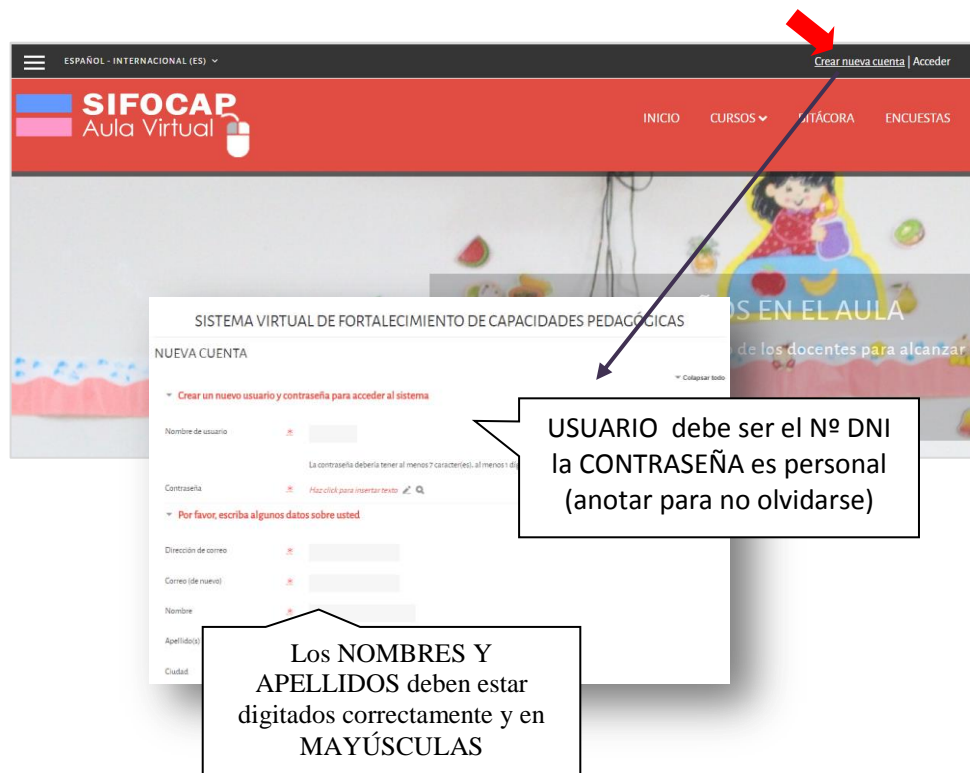 ESPAÑOL - INTERNACIONAL (ES)
Crear nueva cuenta | Acceder
SIFOCAP
Aula Virtual
INICIO CURSOS BITÁCORA ENCUESTAS
OS EN EL AULA
de los docentes para alcanzar
SISTEMA VIRTUAL DE FORTALECIMIENTO DE CAPACIDADES PEDAGÓGICAS
NUEVA CUENTA
Colapsar todo
Crear un nuevo usuario y contraseña para acceder al sistema
Nombre de usuario
La contraseña debería tener al menos 7 caracter(es), al menos 1
Contraseña
Haz click para insertar texto
Por favor, escriba algunos datos sobre usted
Dirección de correo
Correo (de nuevo)
Nombre
Apellido(s)
Ciudad
USUARIO debe ser el Nº DNI
la CONTRASEÑA es personal
(anotar para no olvidarse)
Los NOMBRES Y
APELLIDOS deben estar
digitados correctamente y en
MAYÚSCULAS